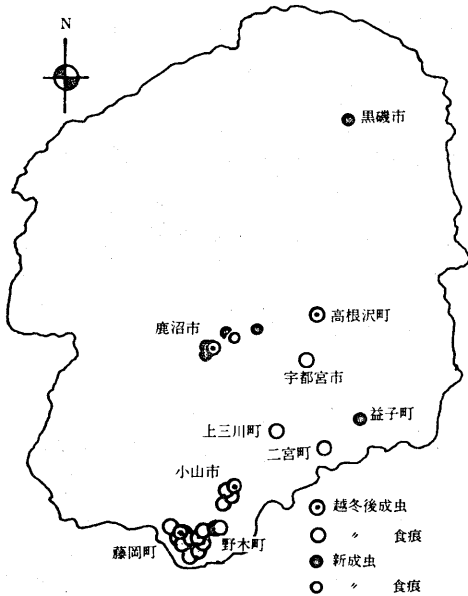 N
黒磯市
高根沢町
鹿沼市
宇都宮市
益子町
上三川町
二宮町
小山市
越冬後成虫
〃 食痕
藤岡町
野木町
新成虫
〃 食痕